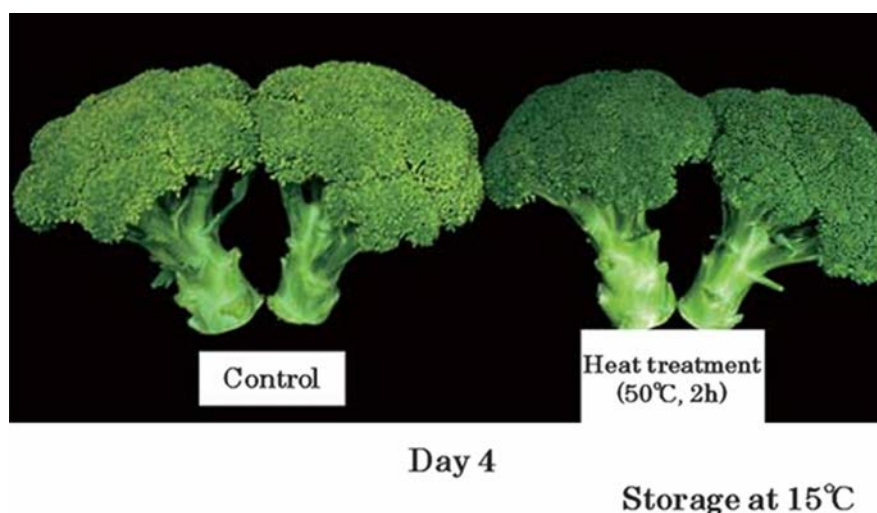 Control
Heat treatment
(50℃, 2h)
Day 4
Storage at 15℃